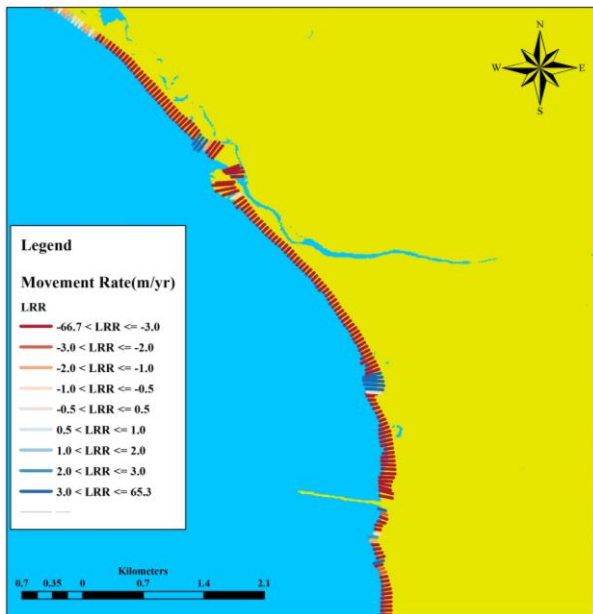 N
W E
S
Legend
Movement Rate(m/yr)
LRR
-66.7 < LRR <= -3.0
-3.0 < LRR <= -2.0
-2.0 < LRR <= -1.0
-1.0 < LRR <= -0.5
-0.5 < LRR <= 0.5
0.5 < LRR <= 1.0
1.0 < LRR <= 2.0
2.0 < LRR <= 3.0
3.0 < LRR <= 65.3
Kilometers
0.7 0.35 0 0.7 1.4 2.1